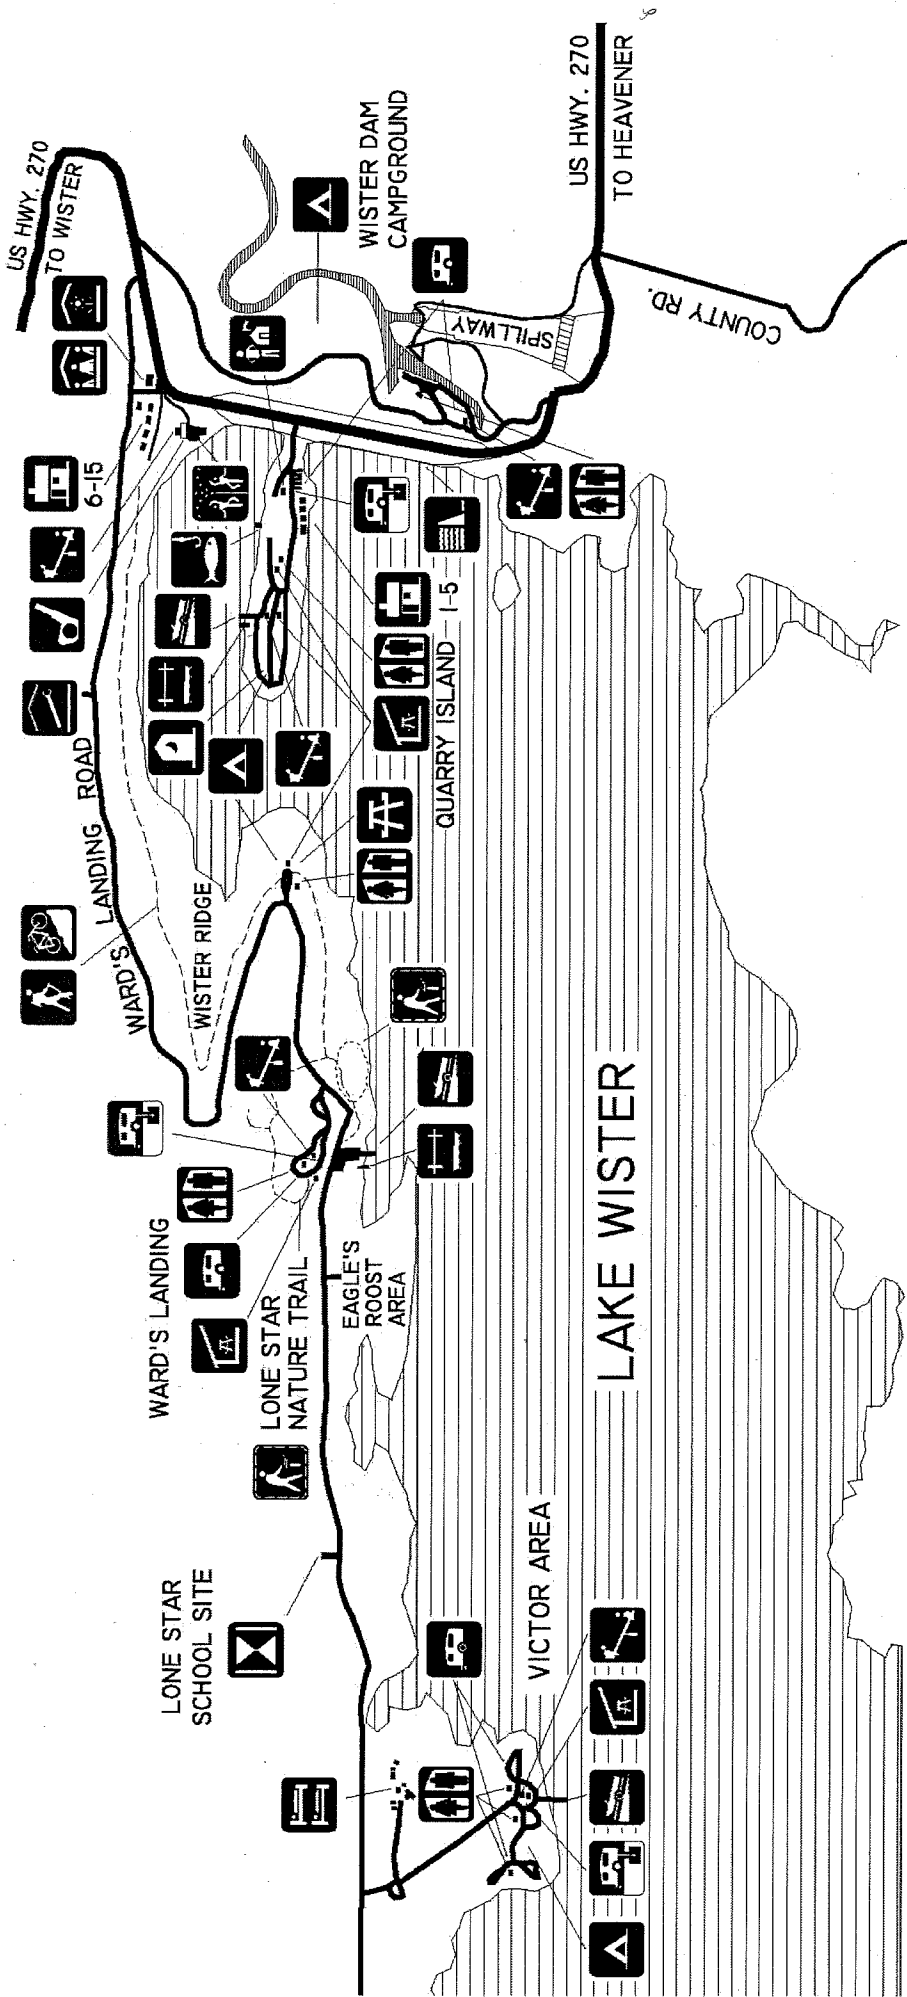 US HWY. 270
TO WISTER
WISTER DAM
CAMPGROUND
US HWY. 270
TO HEAVENER
COUNTY RD.
SPILLWAY
6-15
1-5
QUARRY ISLAND
WARD'S LANDING ROAD
WISTER RIDGE
WARD'S LANDING
LONE STAR
NATURE TRAIL
EAGLE'S
ROOST
AREA
LAKE WISTER
LONE STAR
SCHOOL SITE
VICTOR AREA